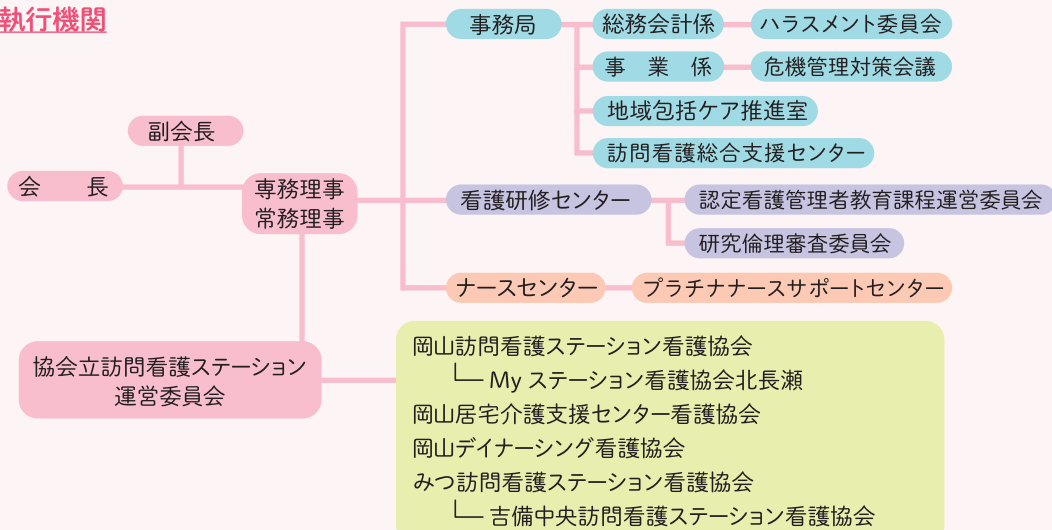 執行機関
会　長
副会長
専務理事
常務理事
事務局
総務会計係
ハラスメント委員会
事　業　係
危機管理対策会議
地域包括ケア推進室
訪問看護総合支援センター
看護研修センター
認定看護管理者教育課程運営委員会
研究倫理審査委員会
ナースセンター
プラチナナースサポートセンター
協会立訪問看護ステーション
運営委員会
岡山訪問看護ステーション看護協会
My ステーション看護協会北長瀬
岡山居宅介護支援センター看護協会
岡山デイナーシング看護協会
みつ訪問看護ステーション看護協会
吉備中央訪問看護ステーション看護協会